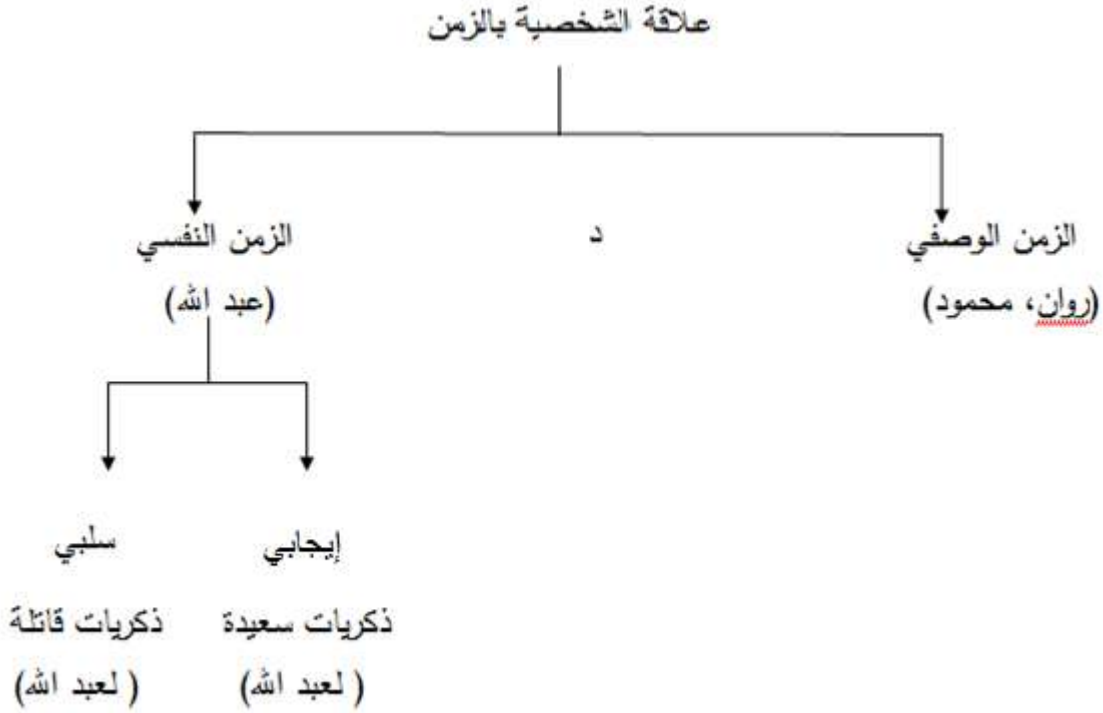 علاقة الشخصية بالزمن
الزمن الوصفي د الزمن النفسي
(روان، محمود) (عبد الله)
إيجابي سلبي
ذكريات سعيدة ذكريات قاتلة
( لعبد الله) ( لعبد الله)